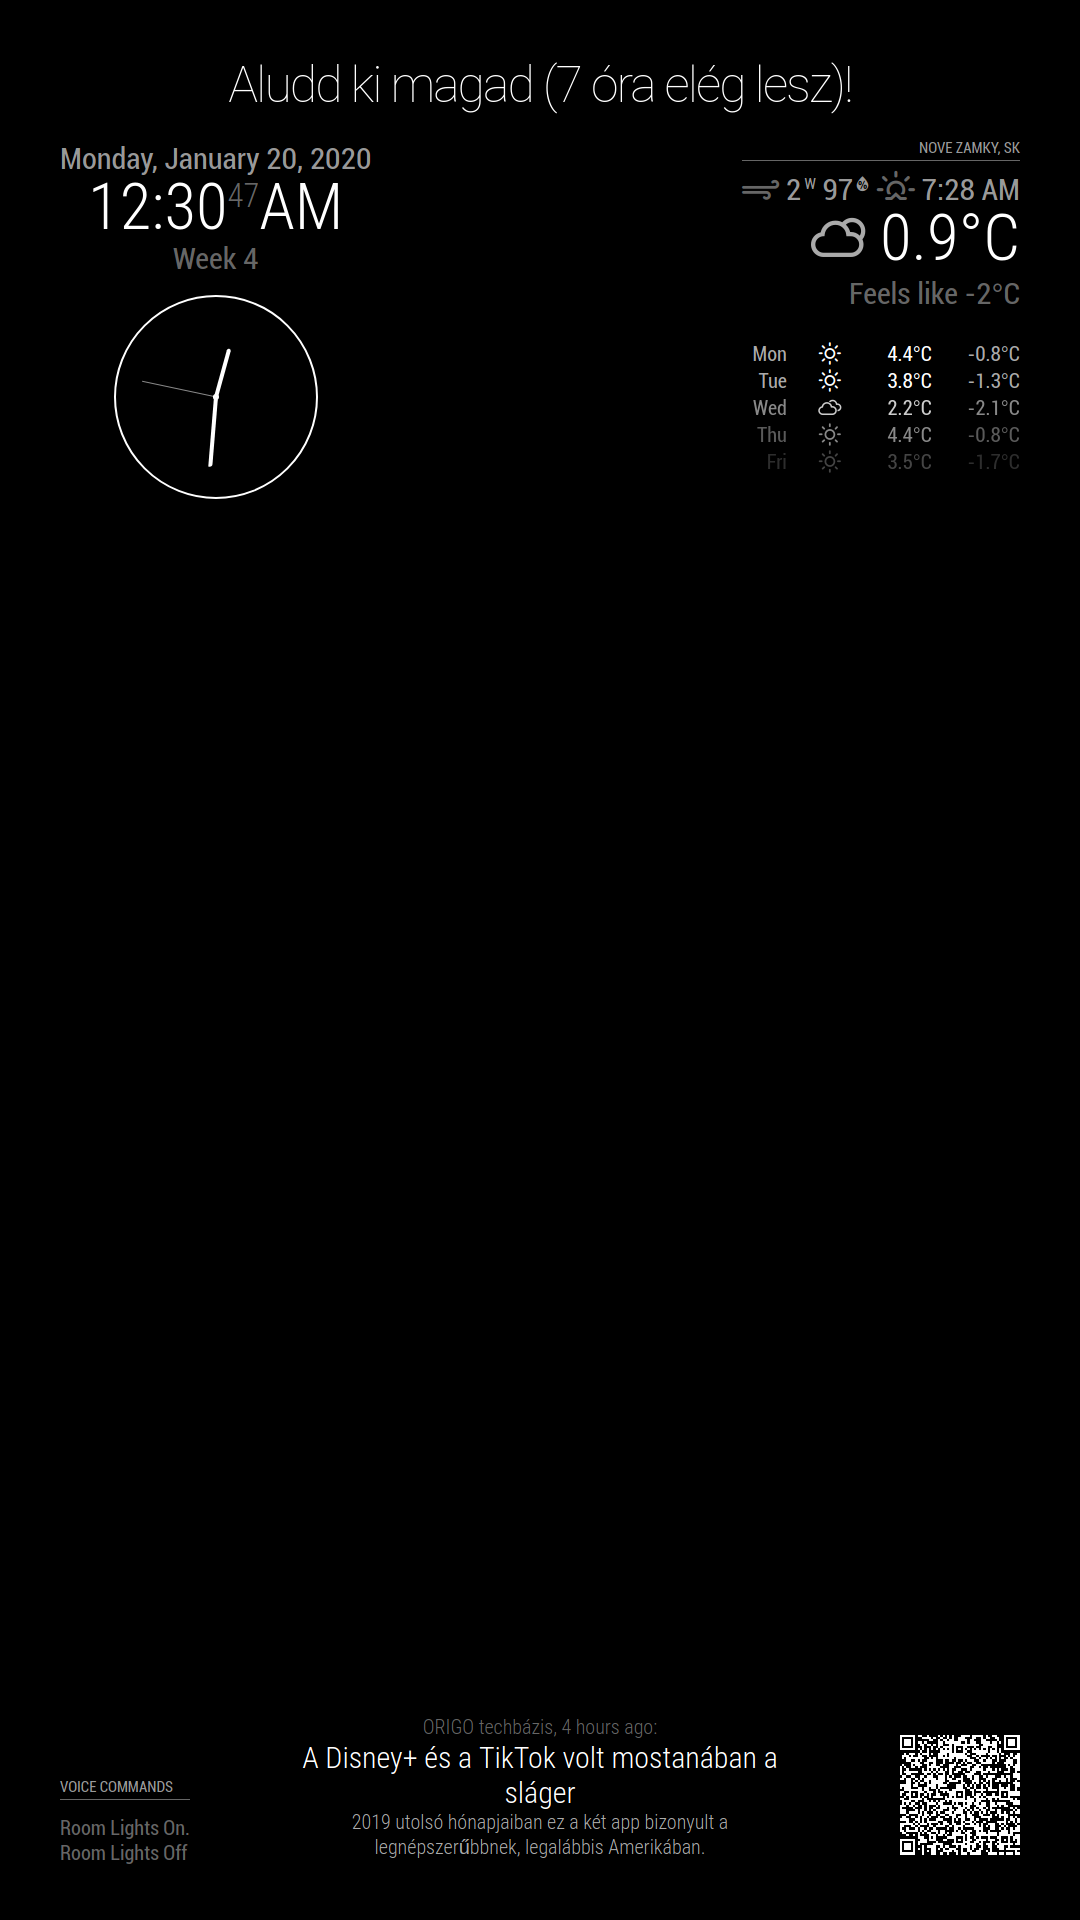 Aludd ki magad (7 óra elég lesz)!
Monday, January 20, 2020
12:30 47 AM
Week 4
NOVE ZAMKY, SK
2 W 97 % 7:28 AM
0.9°C
Feels like -2°C
Mon 4.4°C -0.8°C
Tue 3.8°C -1.3°C
Wed 2.2°C -2.1°C
Thu 4.4°C -0.8°C
Fri 3.5°C -1.7°C
VOICE COMMANDS
Room Lights On.
Room Lights Off
ORIGO techbázis, 4 hours ago:
A Disney+ és a TikTok volt mostanában a
sláger
2019 utolsó hónapjaiban ez a két app bizonyult a
legnépszerűbbnek, legalábbis Amerikában.